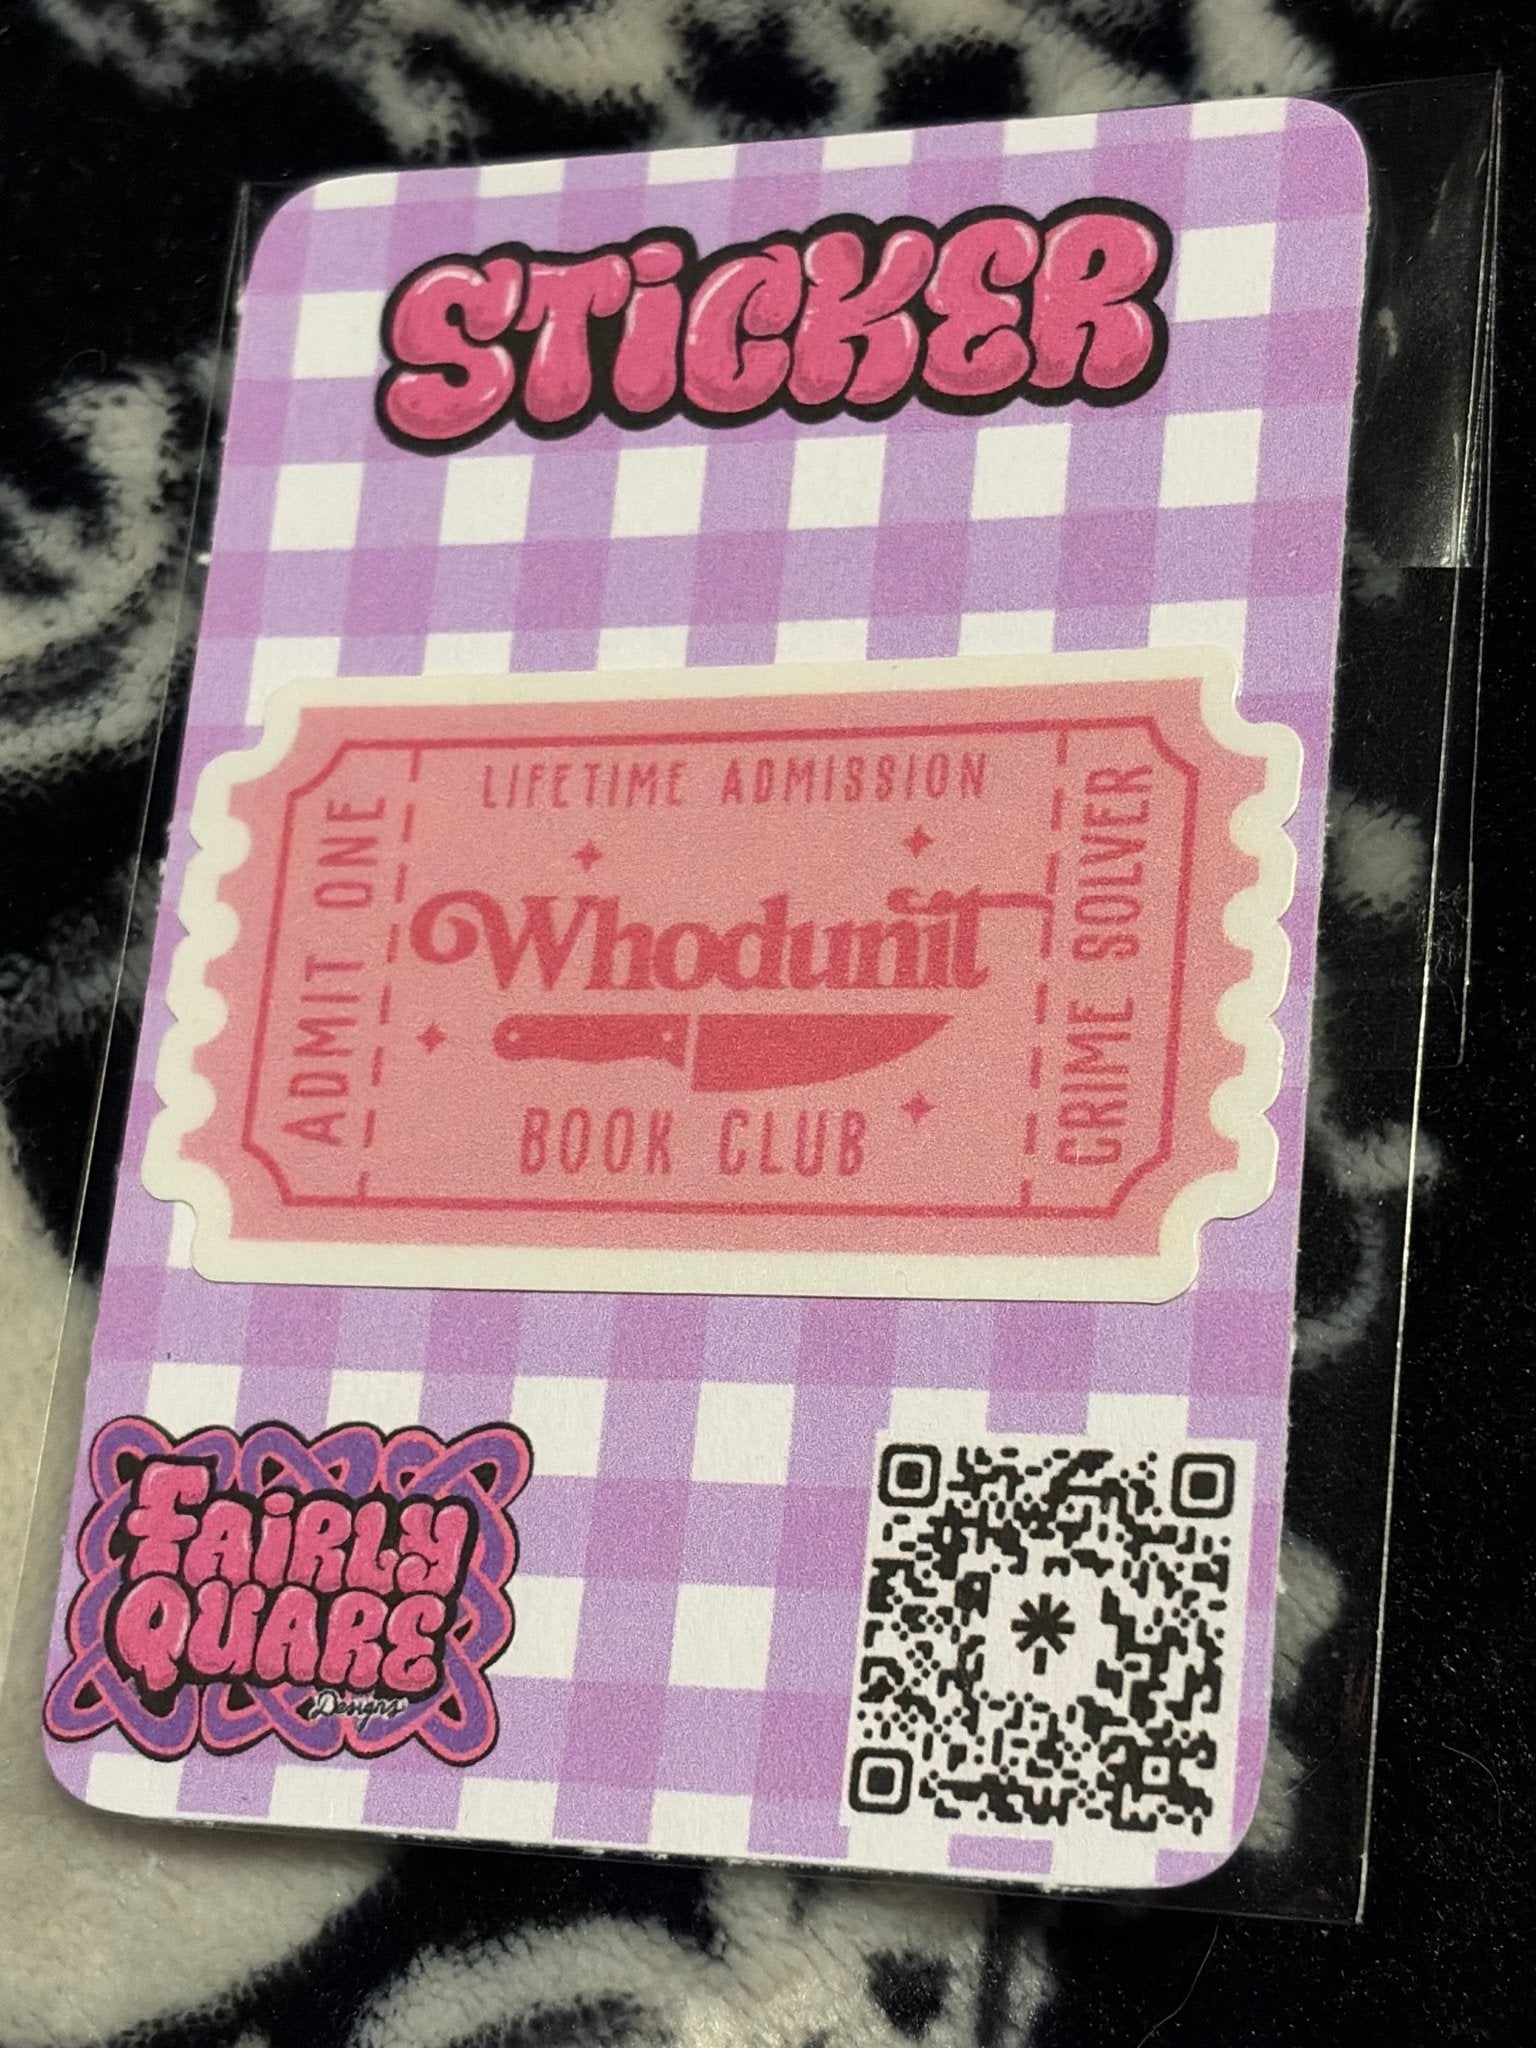 STiCKER
LIFETIME ADMISSION
ADMIT ONE
Whodunit
CRIME SOLVER
BOOK CLUB
FAiRLY
QUARE
Designs